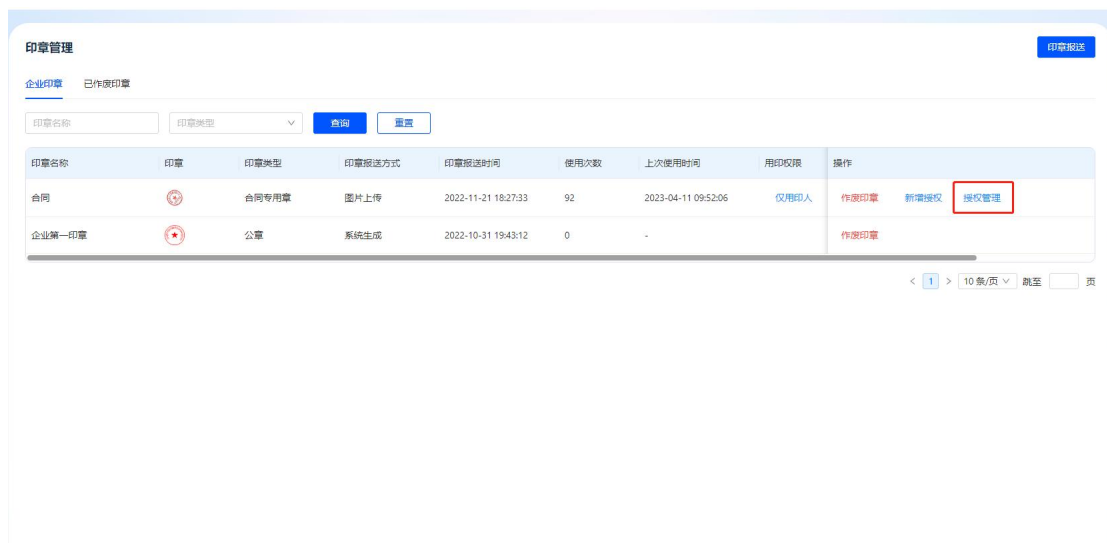 印章管理
印章报送
企业印章 已作废印章
印章名称 印章类型 查询 重置
印章名称 印章 印章类型 印章报送方式 印章报送时间 使用次数 上次使用时间 用印权限 操作
合同 合同专用章 图片上传 2022-11-21 18:27:33 92 2023-04-11 09:52:06 仅用印人 作废印章 新增授权 授权管理
企业第一印章 公章 系统生成 2022-10-31 19:43:12 0 - 作废印章
< 1 > 10 条/页 跳至 页